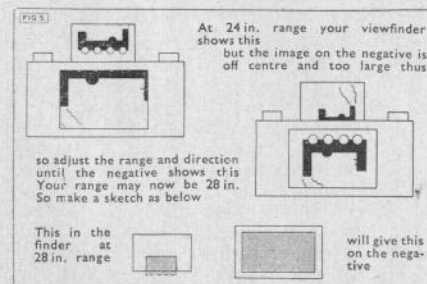 FIG 5
At 24 in. range your viewfinder
shows this
but the image on the negative is
off centre and too large thus
so adjust the range and direction
until the negative shows this
Your range may now be 28 in.
So make a sketch as below
This in the
finder at
28 in. range
will give this
on the nega-
tive